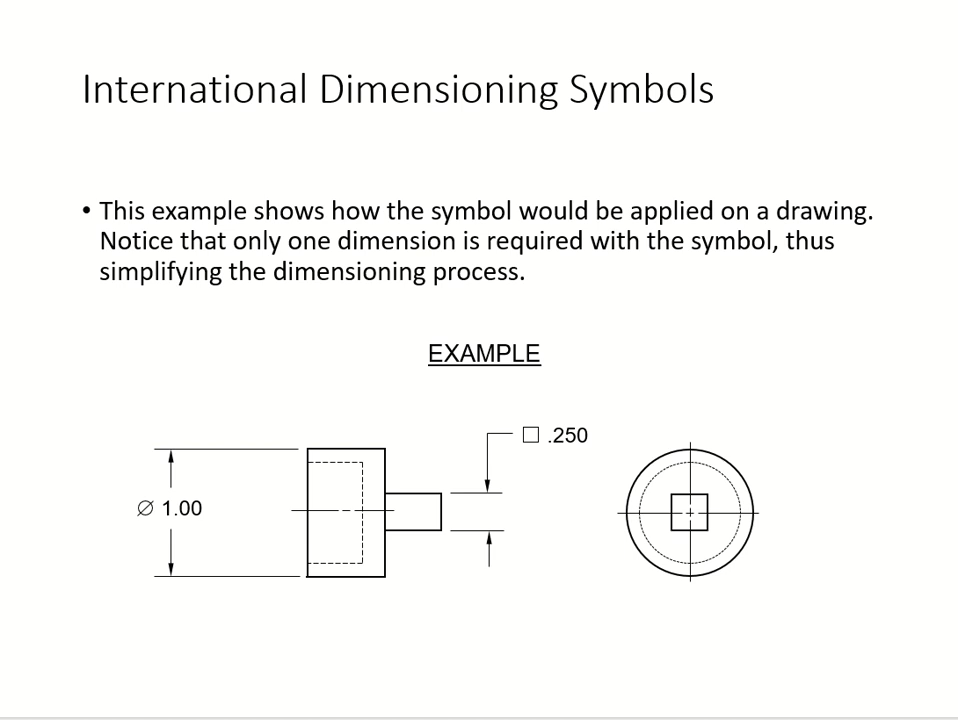 International Dimensioning Symbols
• This example shows how the symbol would be applied on a drawing.
Notice that only one dimension is required with the symbol, thus
simplifying the dimensioning process.
EXAMPLE
□ .250
∅ 1.00